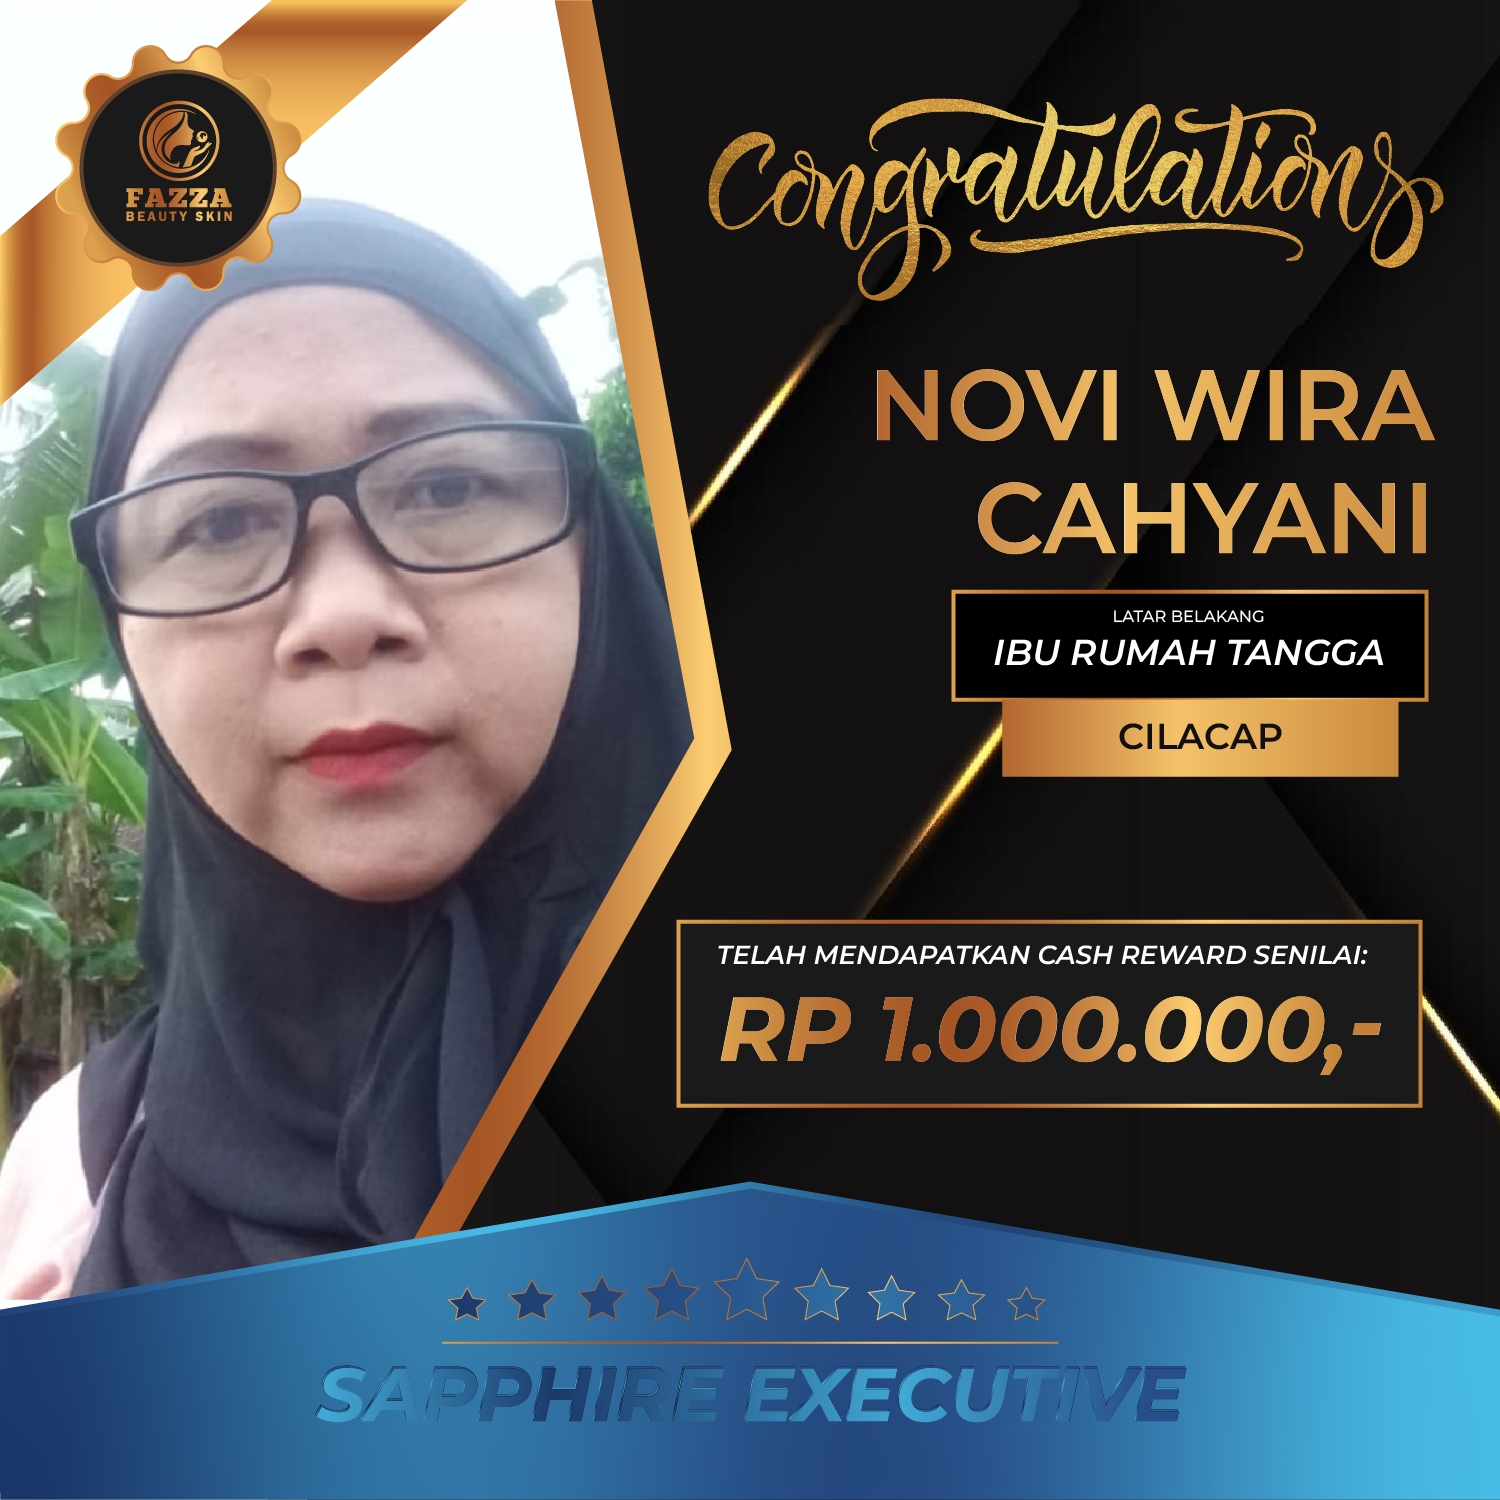 FAZZA
BEAUTY SKIN
Congratulations
NOVI WIRA
CAHYANI
LATAR BELAKANG
IBU RUMAH TANGGA
CILACAP
TELAH MENDAPATKAN CASH REWARD SENILAI:
RP 1.000.000,-
SAPPHIRE EXECUTIVE